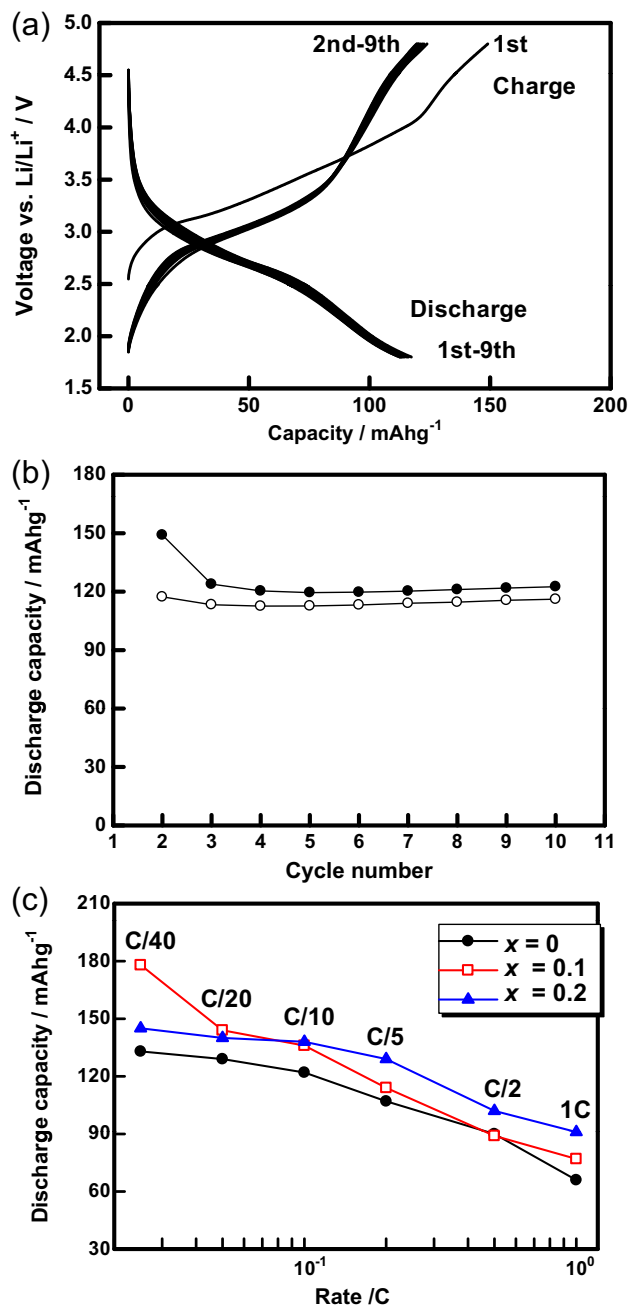 (a)
5.0
4.5
4.0
3.5
3.0
2.5
2.0
1.5
Voltage vs. Li/Li⁺ / V
2nd-9th
1st
Charge
Discharge
1st-9th
0
50
100
150
200
Capacity / mAhg⁻¹
(b)
180
150
120
90
60
30
0
Discharge capacity / mAhg⁻¹
1
2
3
4
5
6
7
8
9
10
11
Cycle number
(c)
210
180
150
120
90
60
30
Discharge capacity / mAhg⁻¹
C/40
C/20
C/10
C/5
C/2
1C
x = 0
x = 0.1
x = 0.2
10⁻¹
10⁰
Rate /C